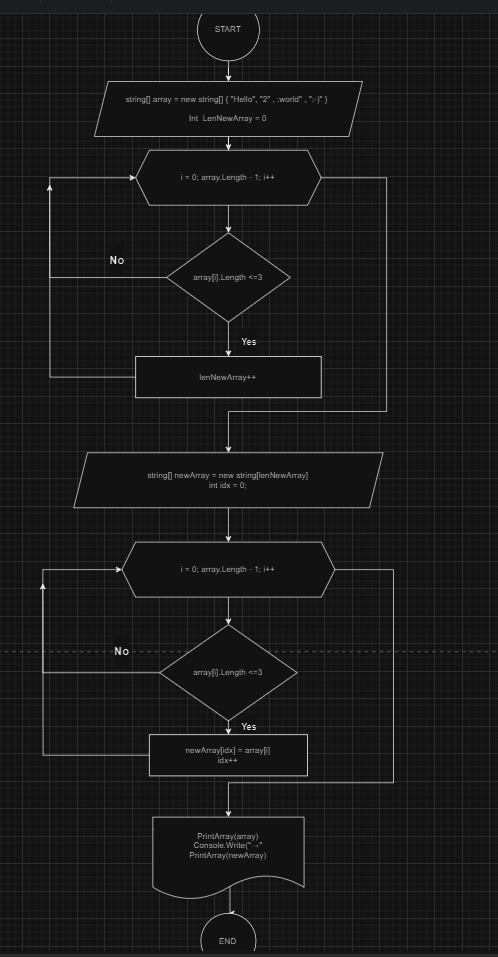 START
string[] array = new string[] { "Hello", "2" , :world" , ":-)" }
Int LenNewArray = 0
i = 0; array.Length - 1; i++
No
array[i].Length <=3
Yes
lenNewArray++
string[] newArray = new string[lenNewArray]
int idx = 0;
i = 0; array.Length - 1; i++
No
array[i].Length <=3
Yes
newArray[idx] = array[i]
idx++
PrintArray(array)
Console.Write("→"
PrintArray(newArray)
END